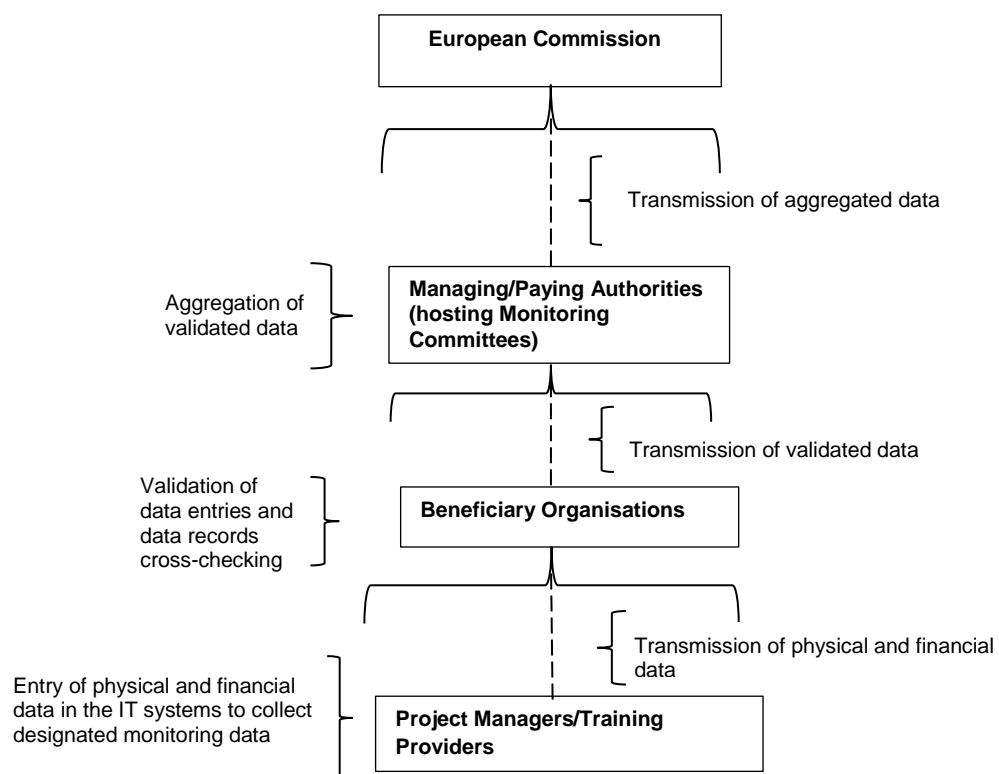 European Commission
Transmission of aggregated data
Managing/Paying Authorities
(hosting Monitoring
Committees)
Aggregation of
validated data
Transmission of validated data
Validation of
data entries and
data records
cross-checking
Beneficiary Organisations
Transmission of physical and financial
data
Entry of physical and financial
data in the IT systems to collect
designated monitoring data
Project Managers/Training
Providers